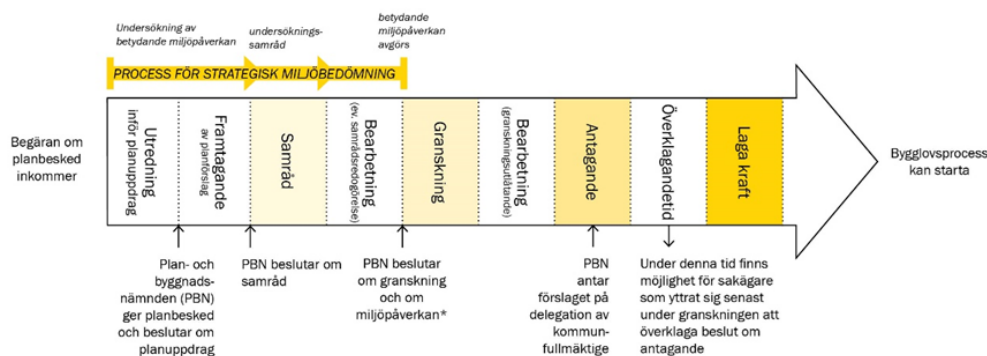 Undersökning av
betydande miljöpåverkan
undersöknings-
samråd
betydande
miljöpåverkan
avgörs
PROCESS FÖR STRATEGISK MILJÖBEDÖMNING
Begäran om
planbesked
inkommer
Utredning
inför planuppdrag
Framtagande
av planförslag
Samråd
Bearbetning
(ev. samrådsredogörelse)
Granskning
Bearbetning
(granskningsutlåtande)
Antagande
Överklagandetid
Laga kraft
Bygglovsprocess
kan starta
Plan- och
byggnads-
nämnden (PBN)
ger planbesked
och beslutar om
planuppdrag
PBN beslutar om
samråd
PBN beslutar
om granskning
och om
miljöpåverkan*
PBN
antar
förslaget på
delegation av
kommun-
fullmäktige
Under denna tid finns
möjlighet för sakägare
som yttrat sig senast
under granskningen att
överklaga beslut om
antagande